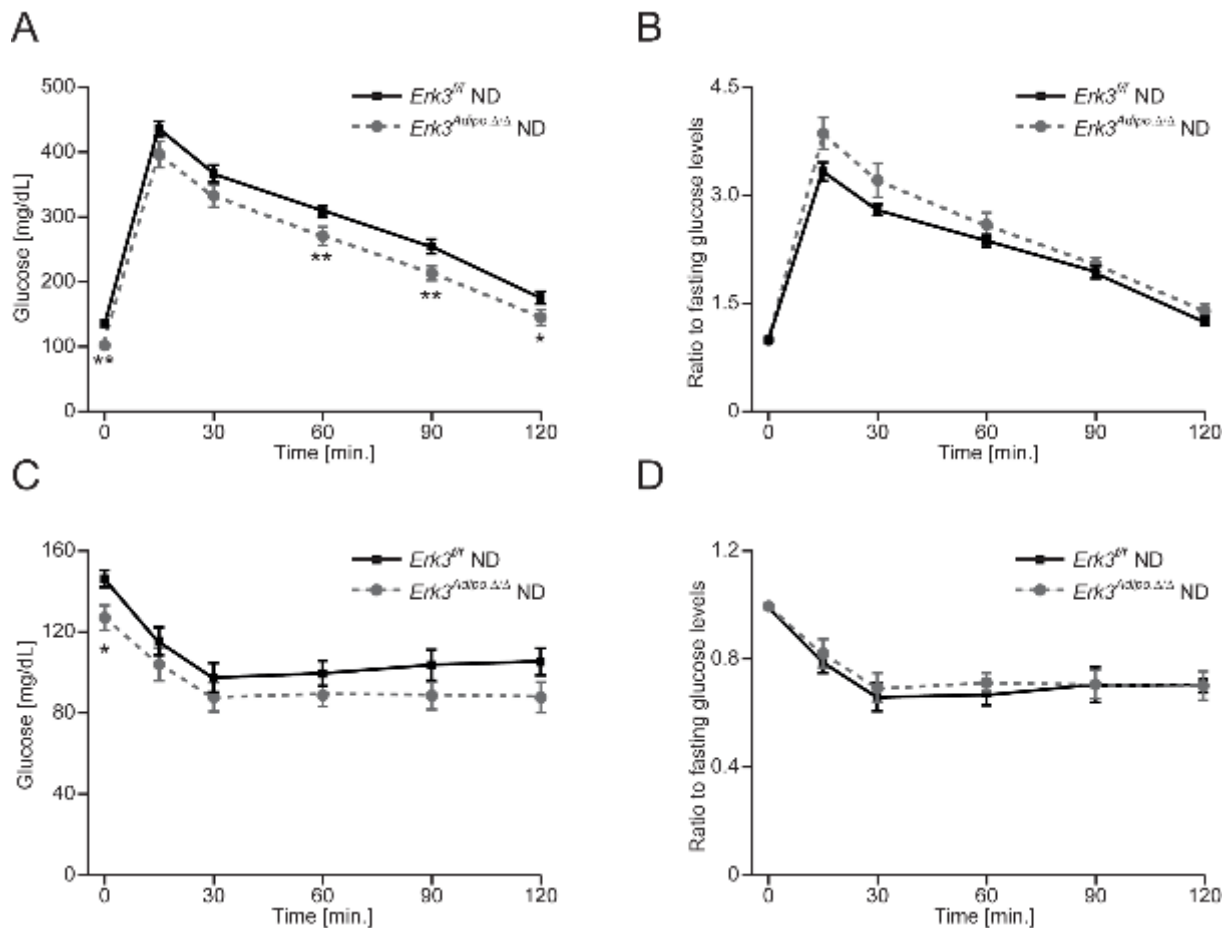 A
Glucose [mg/dL]
500
400
300
200
100
0
Erk3f/f ND
Erk3Adipo.Δ/Δ ND
**
**
**
*
0 30 60 90 120
Time [min.]
B
Ratio to fasting glucose levels
4.5
3.0
1.5
0
Erk3f/f ND
Erk3Adipo.Δ/Δ ND
0 30 60 90 120
Time [min.]
C
Glucose [mg/dL]
160
120
80
40
0
Erk3f/f ND
Erk3Adipo.Δ/Δ ND
*
0 30 60 90 120
Time [min.]
D
Ratio to fasting glucose levels
1.2
0.8
0.4
0
Erk3f/f ND
Erk3Adipo.Δ/Δ ND
0 30 60 90 120
Time [min.]